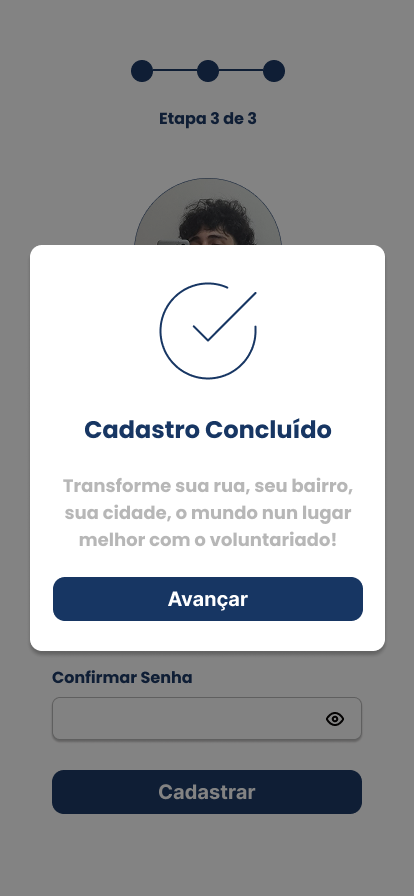 Etapa 3 de 3
Cadastro Concluído
Transforme sua rua, seu bairro,
sua cidade, o mundo nun lugar
melhor com o voluntariado!
Avançar
Confirmar Senha
Cadastrar